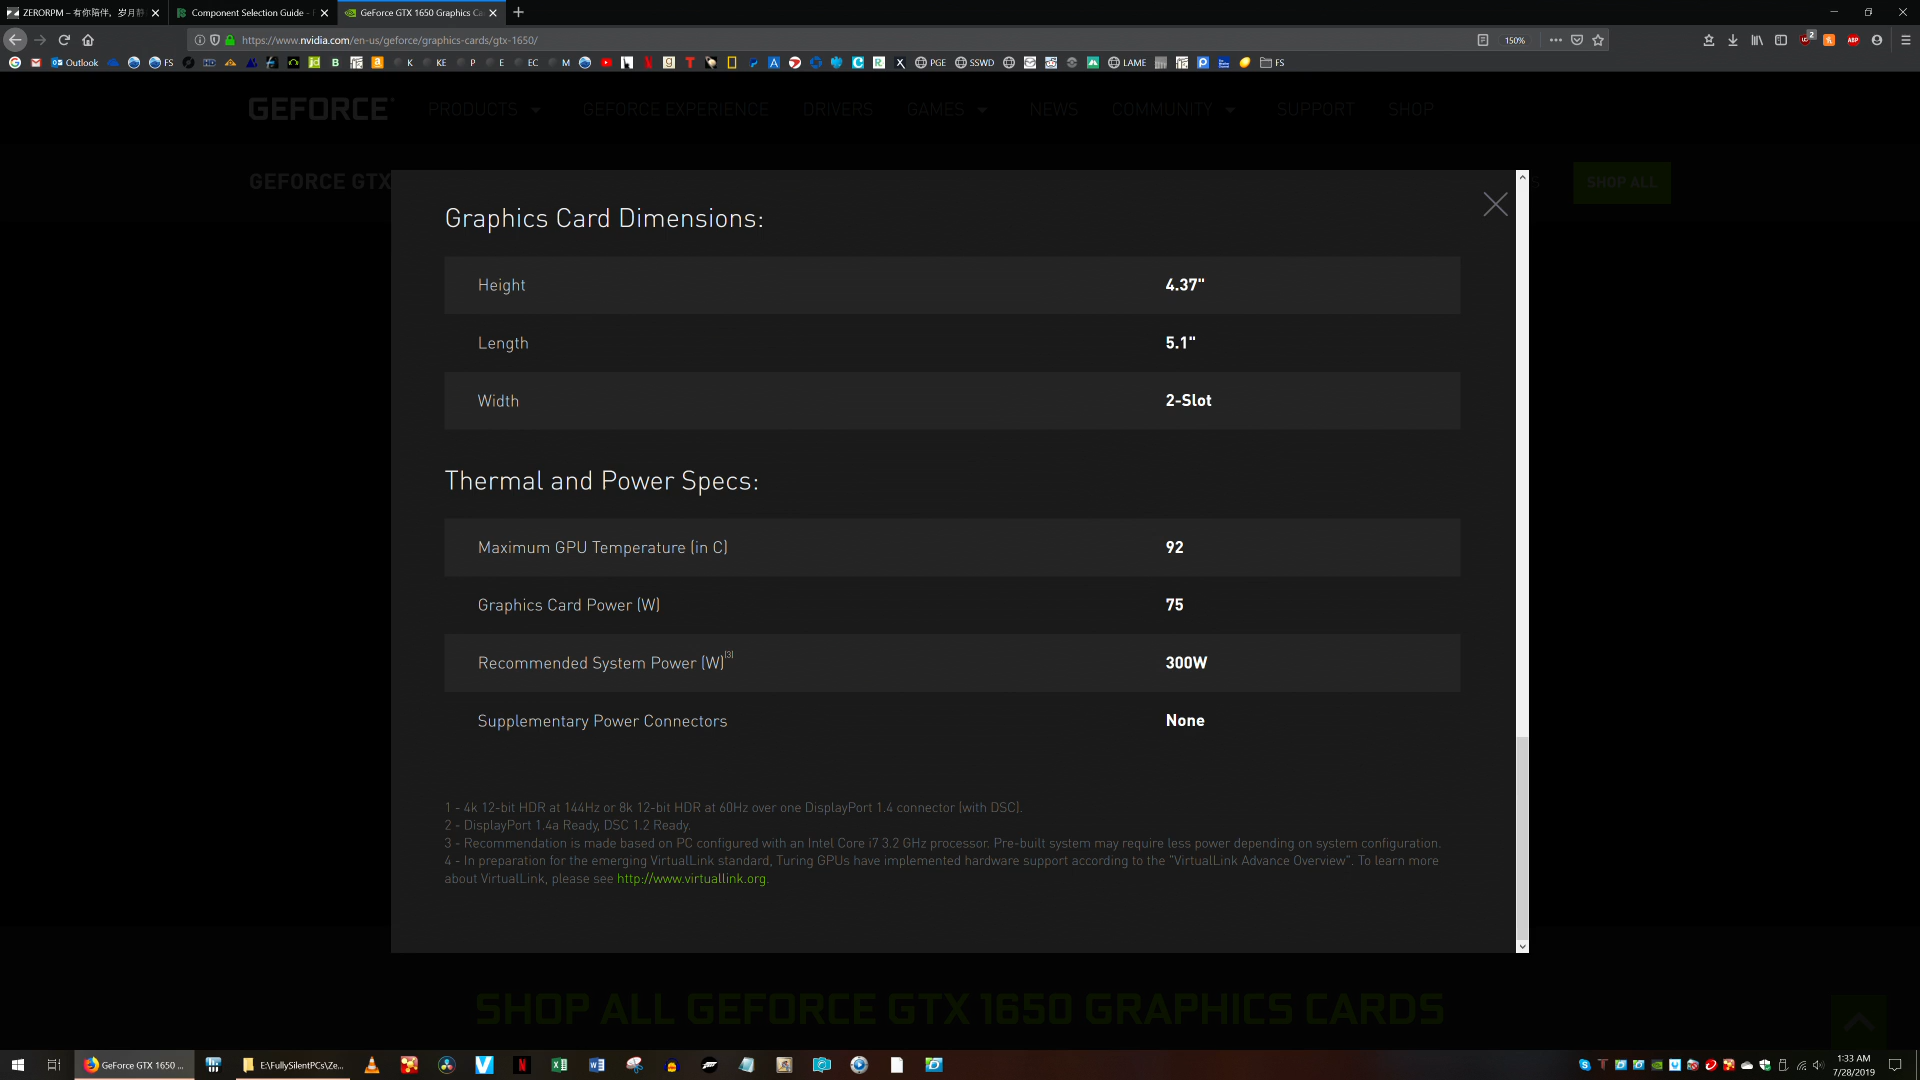 ZERORPM – 有你陪伴，岁月静
Component Selection Guide -
GeForce GTX 1650 Graphics Ca
https://www.nvidia.com/en-us/geforce/graphics-cards/gtx-1650/
150%
2
ABP
Outlook
FS
K
KE
P
E
EC
M
PGE
SSWD
LAME
FS
GEFORCE
PRODUCTS
GEFORCE EXPERIENCE
DRIVERS
GAMES
NEWS
COMMUNITY
SUPPORT
SHOP
GEFORCE GTX
SHOP ALL
Graphics Card Dimensions:
Height 4.37"
Length 5.1"
Width 2-Slot
Thermal and Power Specs:
Maximum GPU Temperature (in C) 92
Graphics Card Power (W) 75
Recommended System Power (W)(3) 300W
Supplementary Power Connectors None
1 - 4k 12-bit HDR at 144Hz or 8k 12-bit HDR at 60Hz over one DisplayPort 1.4 connector (with DSC).
2 - DisplayPort 1.4a Ready, DSC 1.2 Ready.
3 - Recommendation is made based on PC configured with an Intel Core i7 3.2 GHz processor. Pre-built system may require less power depending on system configuration.
4 - In preparation for the emerging VirtualLink standard, Turing GPUs have implemented hardware support according to the "VirtualLink Advance Overview". To learn more
about VirtualLink, please see http://www.virtuallink.org.
SHOP ALL GEFORCE GTX 1650 GRAPHICS CARDS
GeForce GTX 1650 ...
E:\FullySilentPCs\Ze...
1:33 AM
7/28/2019